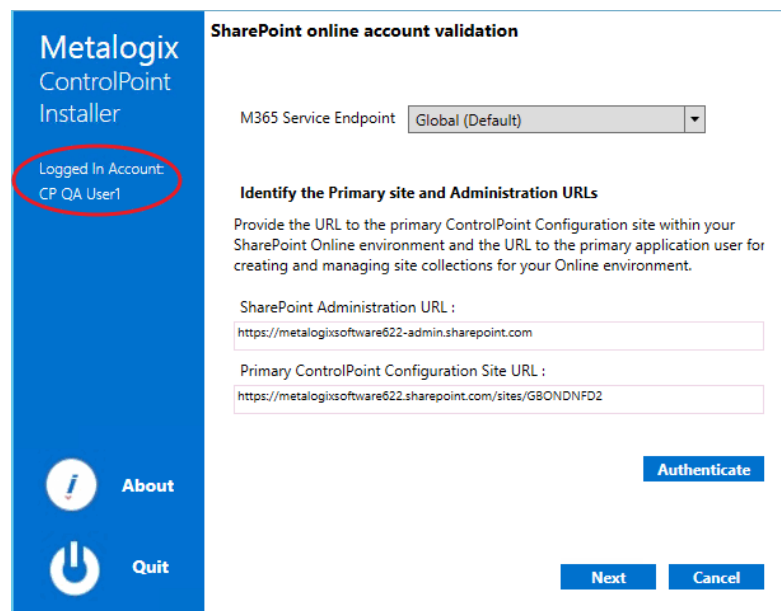 Metalogix
ControlPoint
Installer
Logged In Account:
CP QA User1
About
Quit
SharePoint online account validation
M365 Service Endpoint
Global (Default)
Identify the Primary site and Administration URLs
Provide the URL to the primary ControlPoint Configuration site within your
SharePoint Online environment and the URL to the primary application user for
creating and managing site collections for your Online environment.
SharePoint Administration URL :
https://metalogixsoftware622-admin.sharepoint.com
Primary ControlPoint Configuration Site URL :
https://metalogixsoftware622.sharepoint.com/sites/GBONDNFD2
Authenticate
Next
Cancel